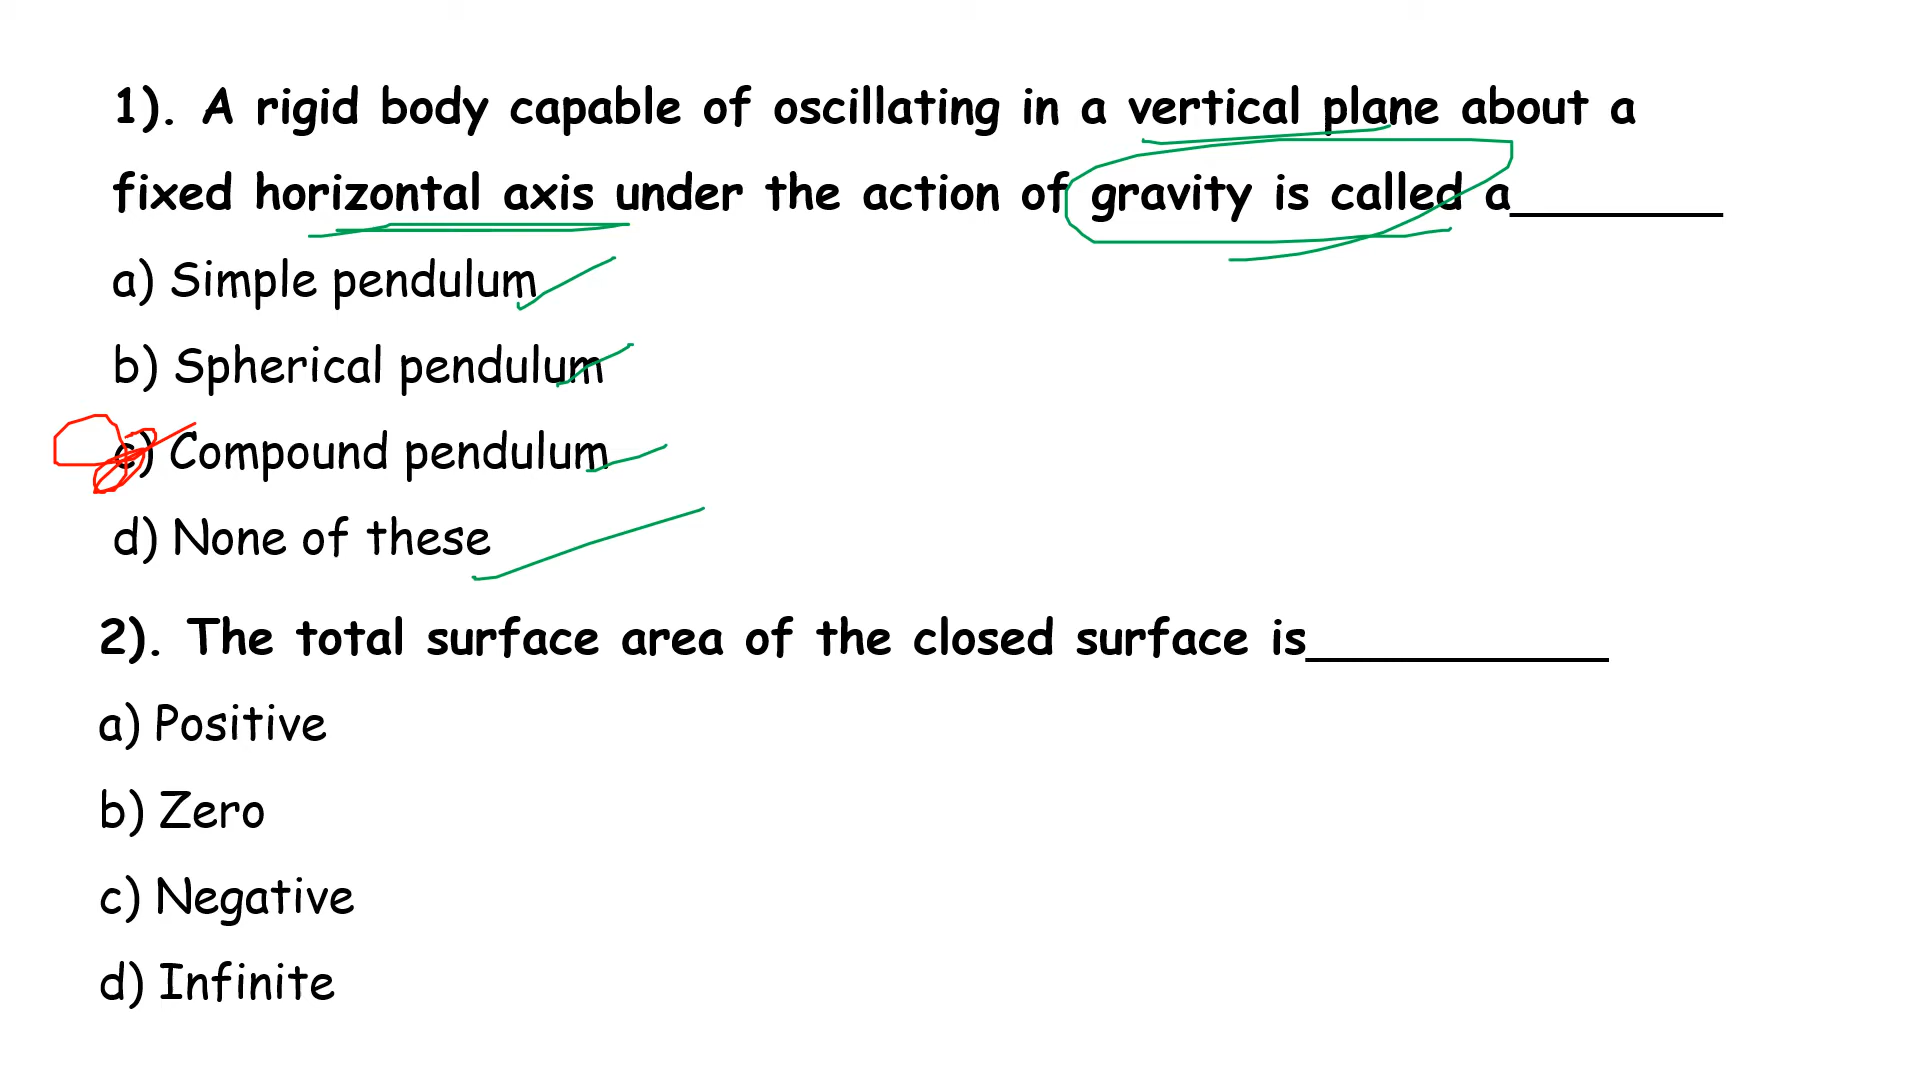 1). A rigid body capable of oscillating in a vertical plane about a
fixed horizontal axis under the action of gravity is called a_______
a) Simple pendulum
b) Spherical pendulum
c) Compound pendulum
d) None of these
2). The total surface area of the closed surface is__________
a) Positive
b) Zero
c) Negative
d) Infinite